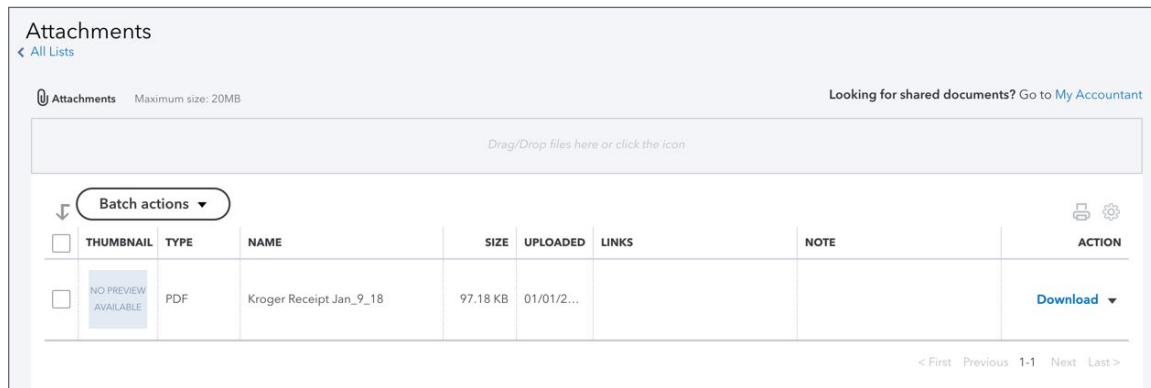 Attachments
< All Lists
Attachments Maximum size: 20MB
Looking for shared documents? Go to My Accountant
Drag/Drop files here or click the icon
Batch actions
THUMBNAIL TYPE NAME SIZE UPLOADED LINKS NOTE ACTION
NO PREVIEW AVAILABLE PDF Kroger Receipt Jan_9_18 97.18 KB 01/01/2... Download
< First Previous 1-1 Next Last >